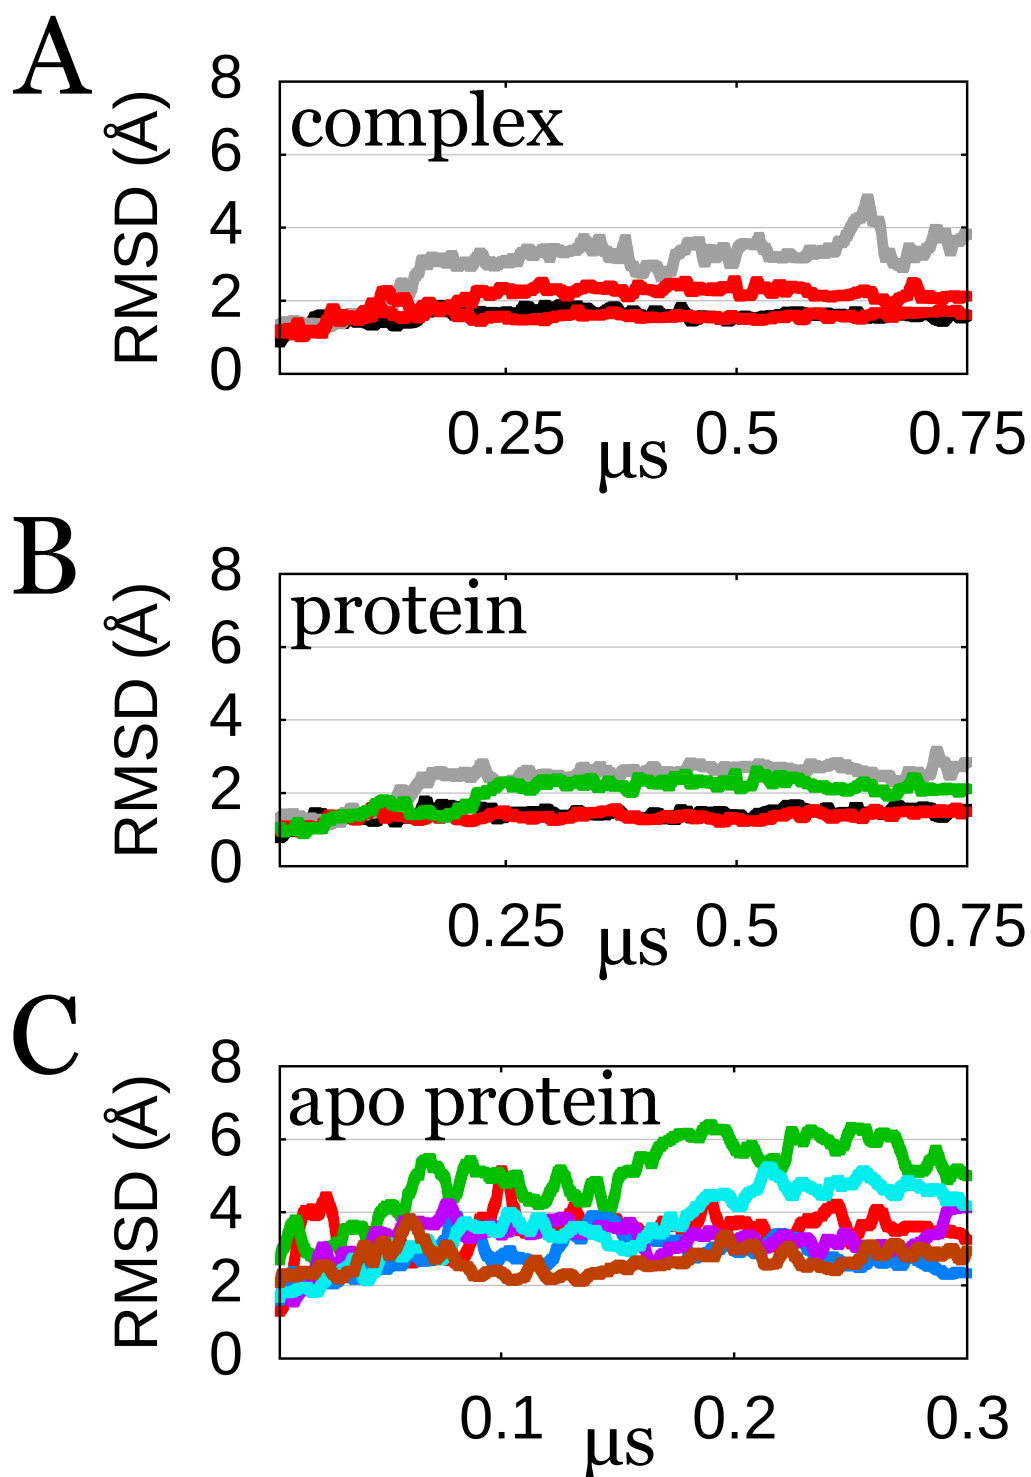 A
complex
RMSD (Å)
8
6
4
2
0
0.25
0.5
0.75
μs
B
protein
RMSD (Å)
8
6
4
2
0
0.25
0.5
0.75
μs
C
apo protein
RMSD (Å)
8
6
4
2
0
0.1
0.2
0.3
μs